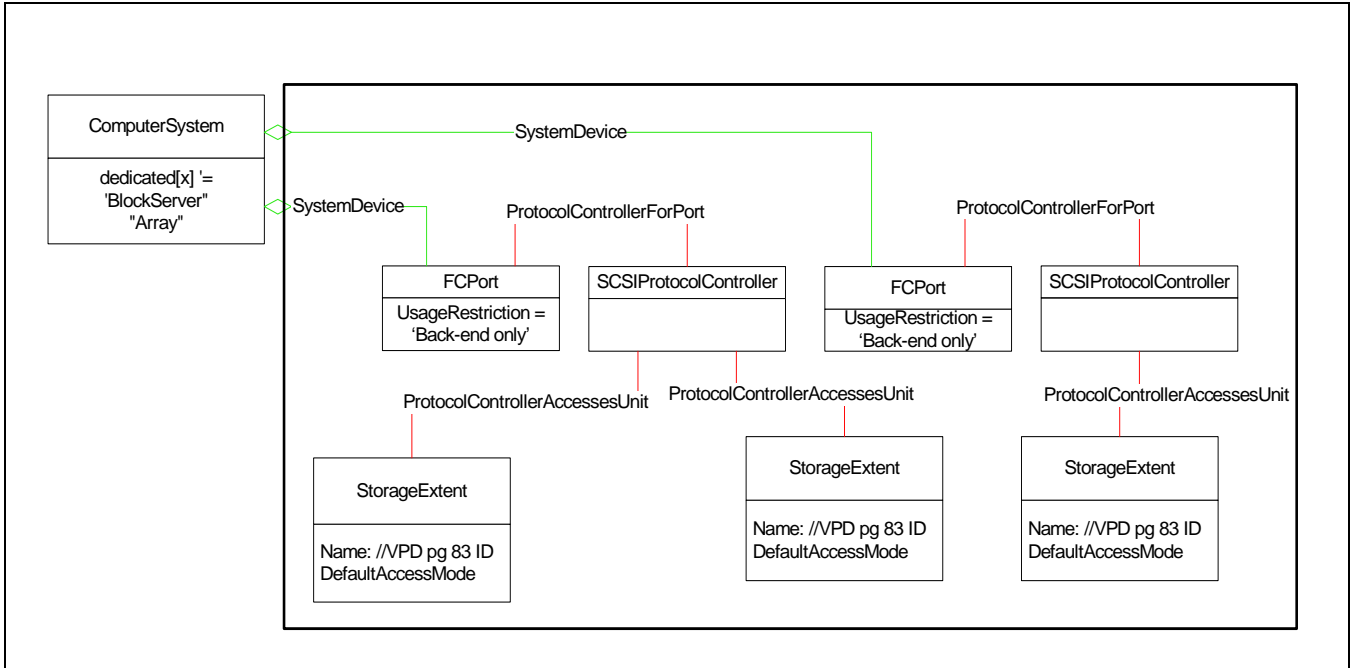 ComputerSystem
dedicated[x] '=
'BlockServer"
"Array"
SystemDevice
SystemDevice
ProtocolControllerForPort
ProtocolControllerForPort
FCPort
UsageRestriction =
‘Back-end only’
SCSIProtocolController
FCPort
UsageRestriction =
‘Back-end only’
SCSIProtocolController
ProtocolControllerAccessesUnit
ProtocolControllerAccessesUnit
ProtocolControllerAccessesUnit
StorageExtent
Name: //VPD pg 83 ID
DefaultAccessMode
StorageExtent
Name: //VPD pg 83 ID
DefaultAccessMode
StorageExtent
Name: //VPD pg 83 ID
DefaultAccessMode